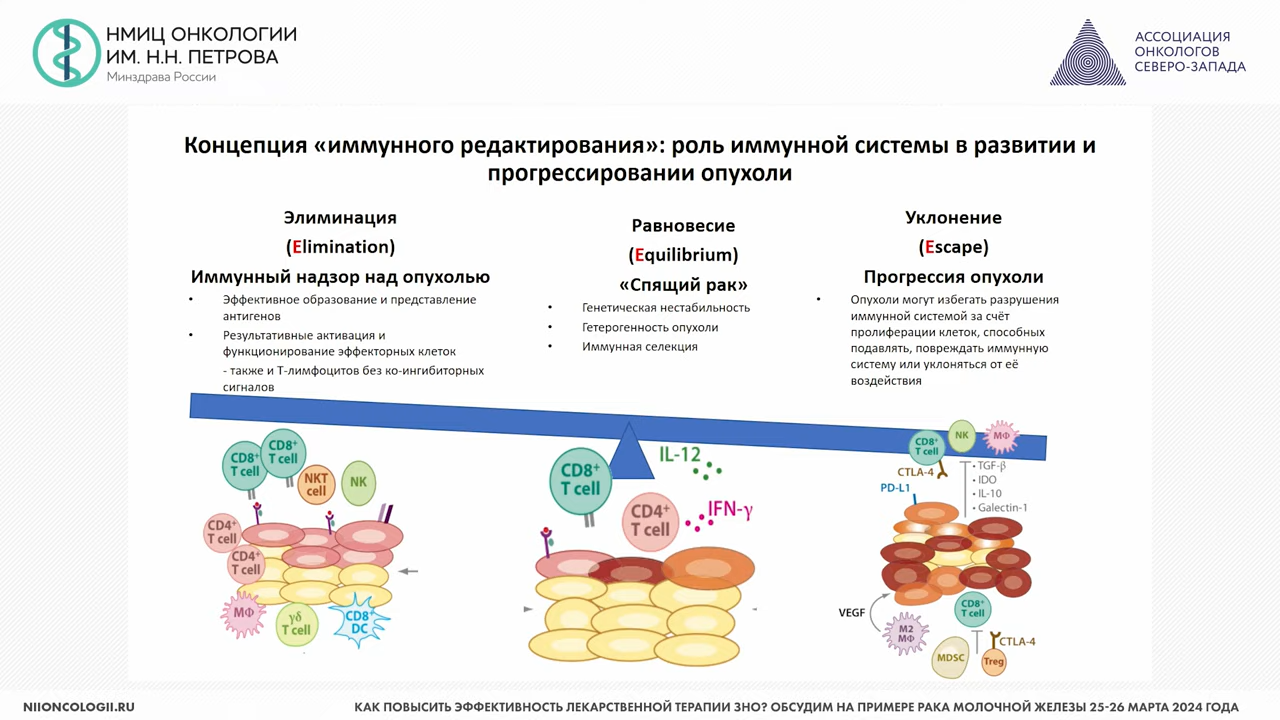 НМИЦ ОНКОЛОГИИ
ИМ. Н.Н. ПЕТРОВА
Минздрава России
АССОЦИАЦИЯ
ОНКОЛОГОВ
СЕВЕРО-ЗАПАДА
Концепция «иммунного редактирования»: роль иммунной системы в развитии и
прогрессировании опухоли
Элиминация
(Elimination)
Иммунный надзор над опухолью
• Эффективное образование и представление
антигенов
• Результативные активация и
функционирование эффекторных клеток
- также и Т-лимфоцитов без ко-ингибиторных
сигналов
Равновесие
(Equilibrium)
«Спящий рак»
• Генетическая нестабильность
• Гетерогенность опухоли
• Иммунная селекция
Уклонение
(Escape)
Прогрессия опухоли
• Опухоли могут избегать разрушения
иммунной системой за счёт
пролиферации клеток, способных
подавлять, повреждать иммунную
систему или уклоняться от её
воздействия
CD8+
T cell
CD8+
T cell
NKT
cell
NK
CD4+
T cell
CD4+
T cell
МФ
γδ
T cell
CD8+
DC
CD8+
T cell
IL-12
CD4+
T cell
IFN-γ
CD8+
T cell
NK
МФ
CTLA-4
PD-L1
• TGF-β
• IDO
• IL-10
• Galectin-1
VEGF
CD8+
T cell
M2
МФ
MDSC
CTLA-4
Treg
NIIONCOLOGII.RU
КАК ПОВЫСИТЬ ЭФФЕКТИВНОСТЬ ЛЕКАРСТВЕННОЙ ТЕРАПИИ ЗНО? ОБСУДИМ НА ПРИМЕРЕ РАКА МОЛОЧНОЙ ЖЕЛЕЗЫ 25-26 МАРТА 2024 ГОДА